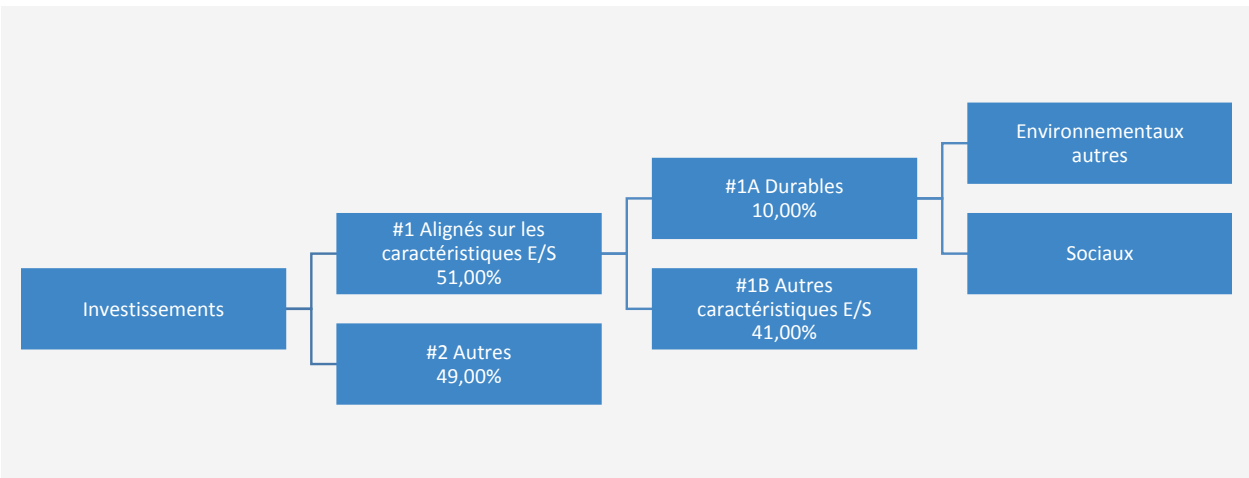 Investissements
#1 Alignés sur les
caractéristiques E/S
51,00%
#2 Autres
49,00%
#1A Durables
10,00%
#1B Autres
caractéristiques E/S
41,00%
Environnementaux
autres
Sociaux